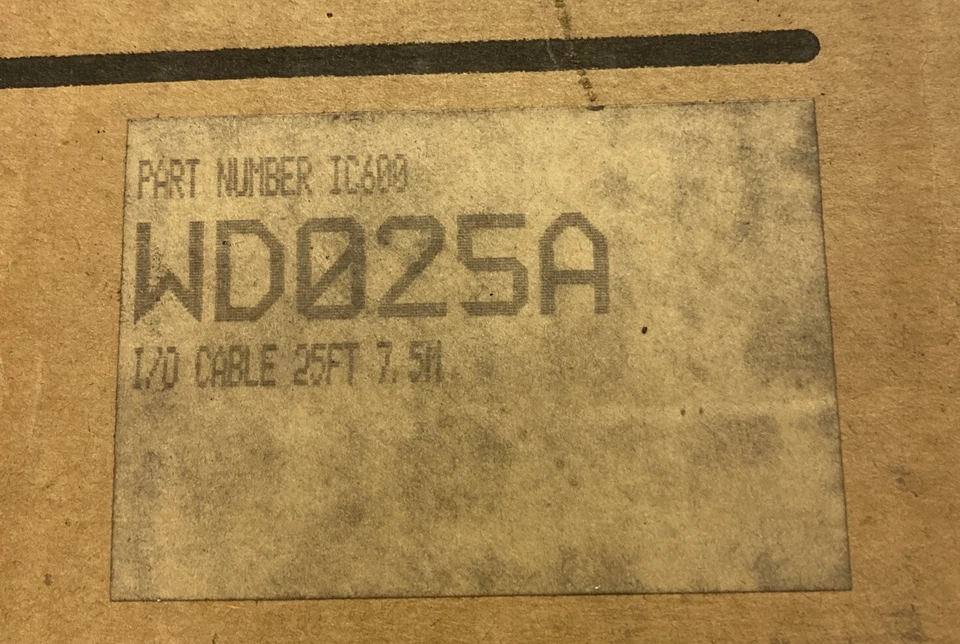 PART NUMBER IC600
WD025A
I/O CABLE 25FT 7.5M